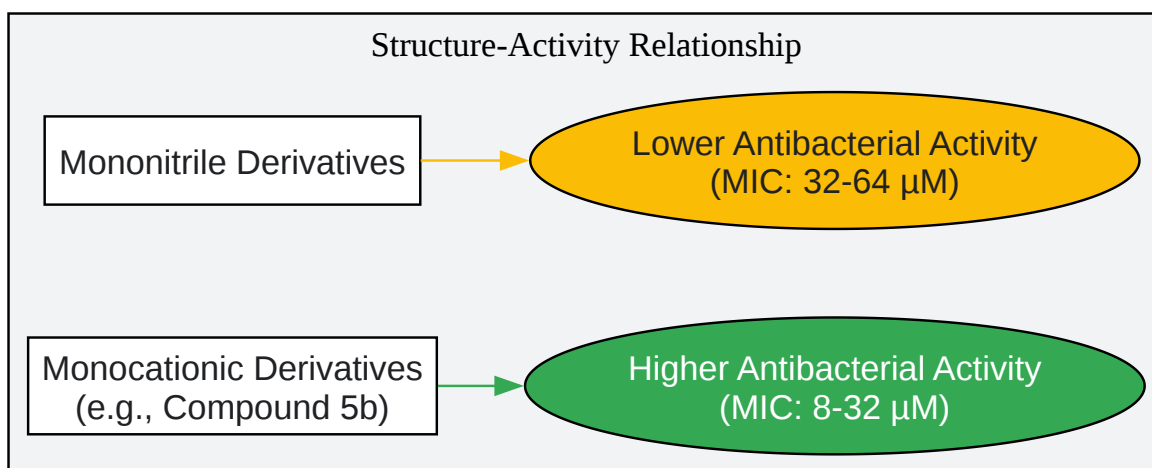 Structure-Activity Relationship
Mononitrile Derivatives
Lower Antibacterial Activity
(MIC: 32-64 µM)
Monocationic Derivatives
(e.g., Compound 5b)
Higher Antibacterial Activity
(MIC: 8-32 µM)